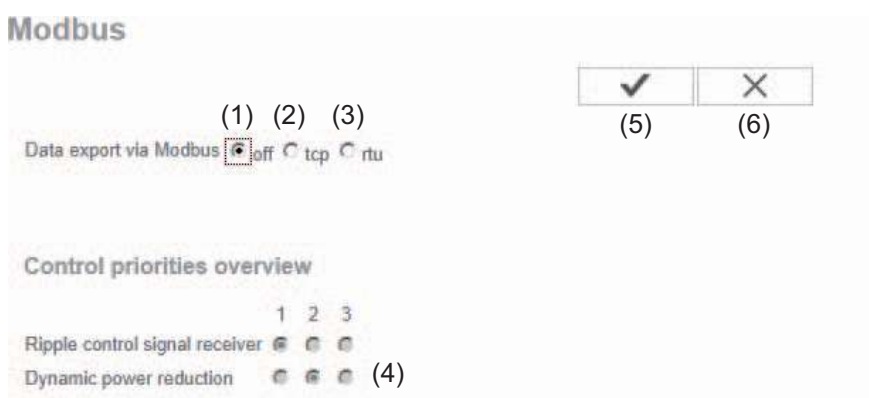 Modbus
(1) (2) (3)
Data export via Modbus off tcp rtu
(5) (6)
Control priorities overview
1 2 3
Ripple control signal receiver
Dynamic power reduction (4)